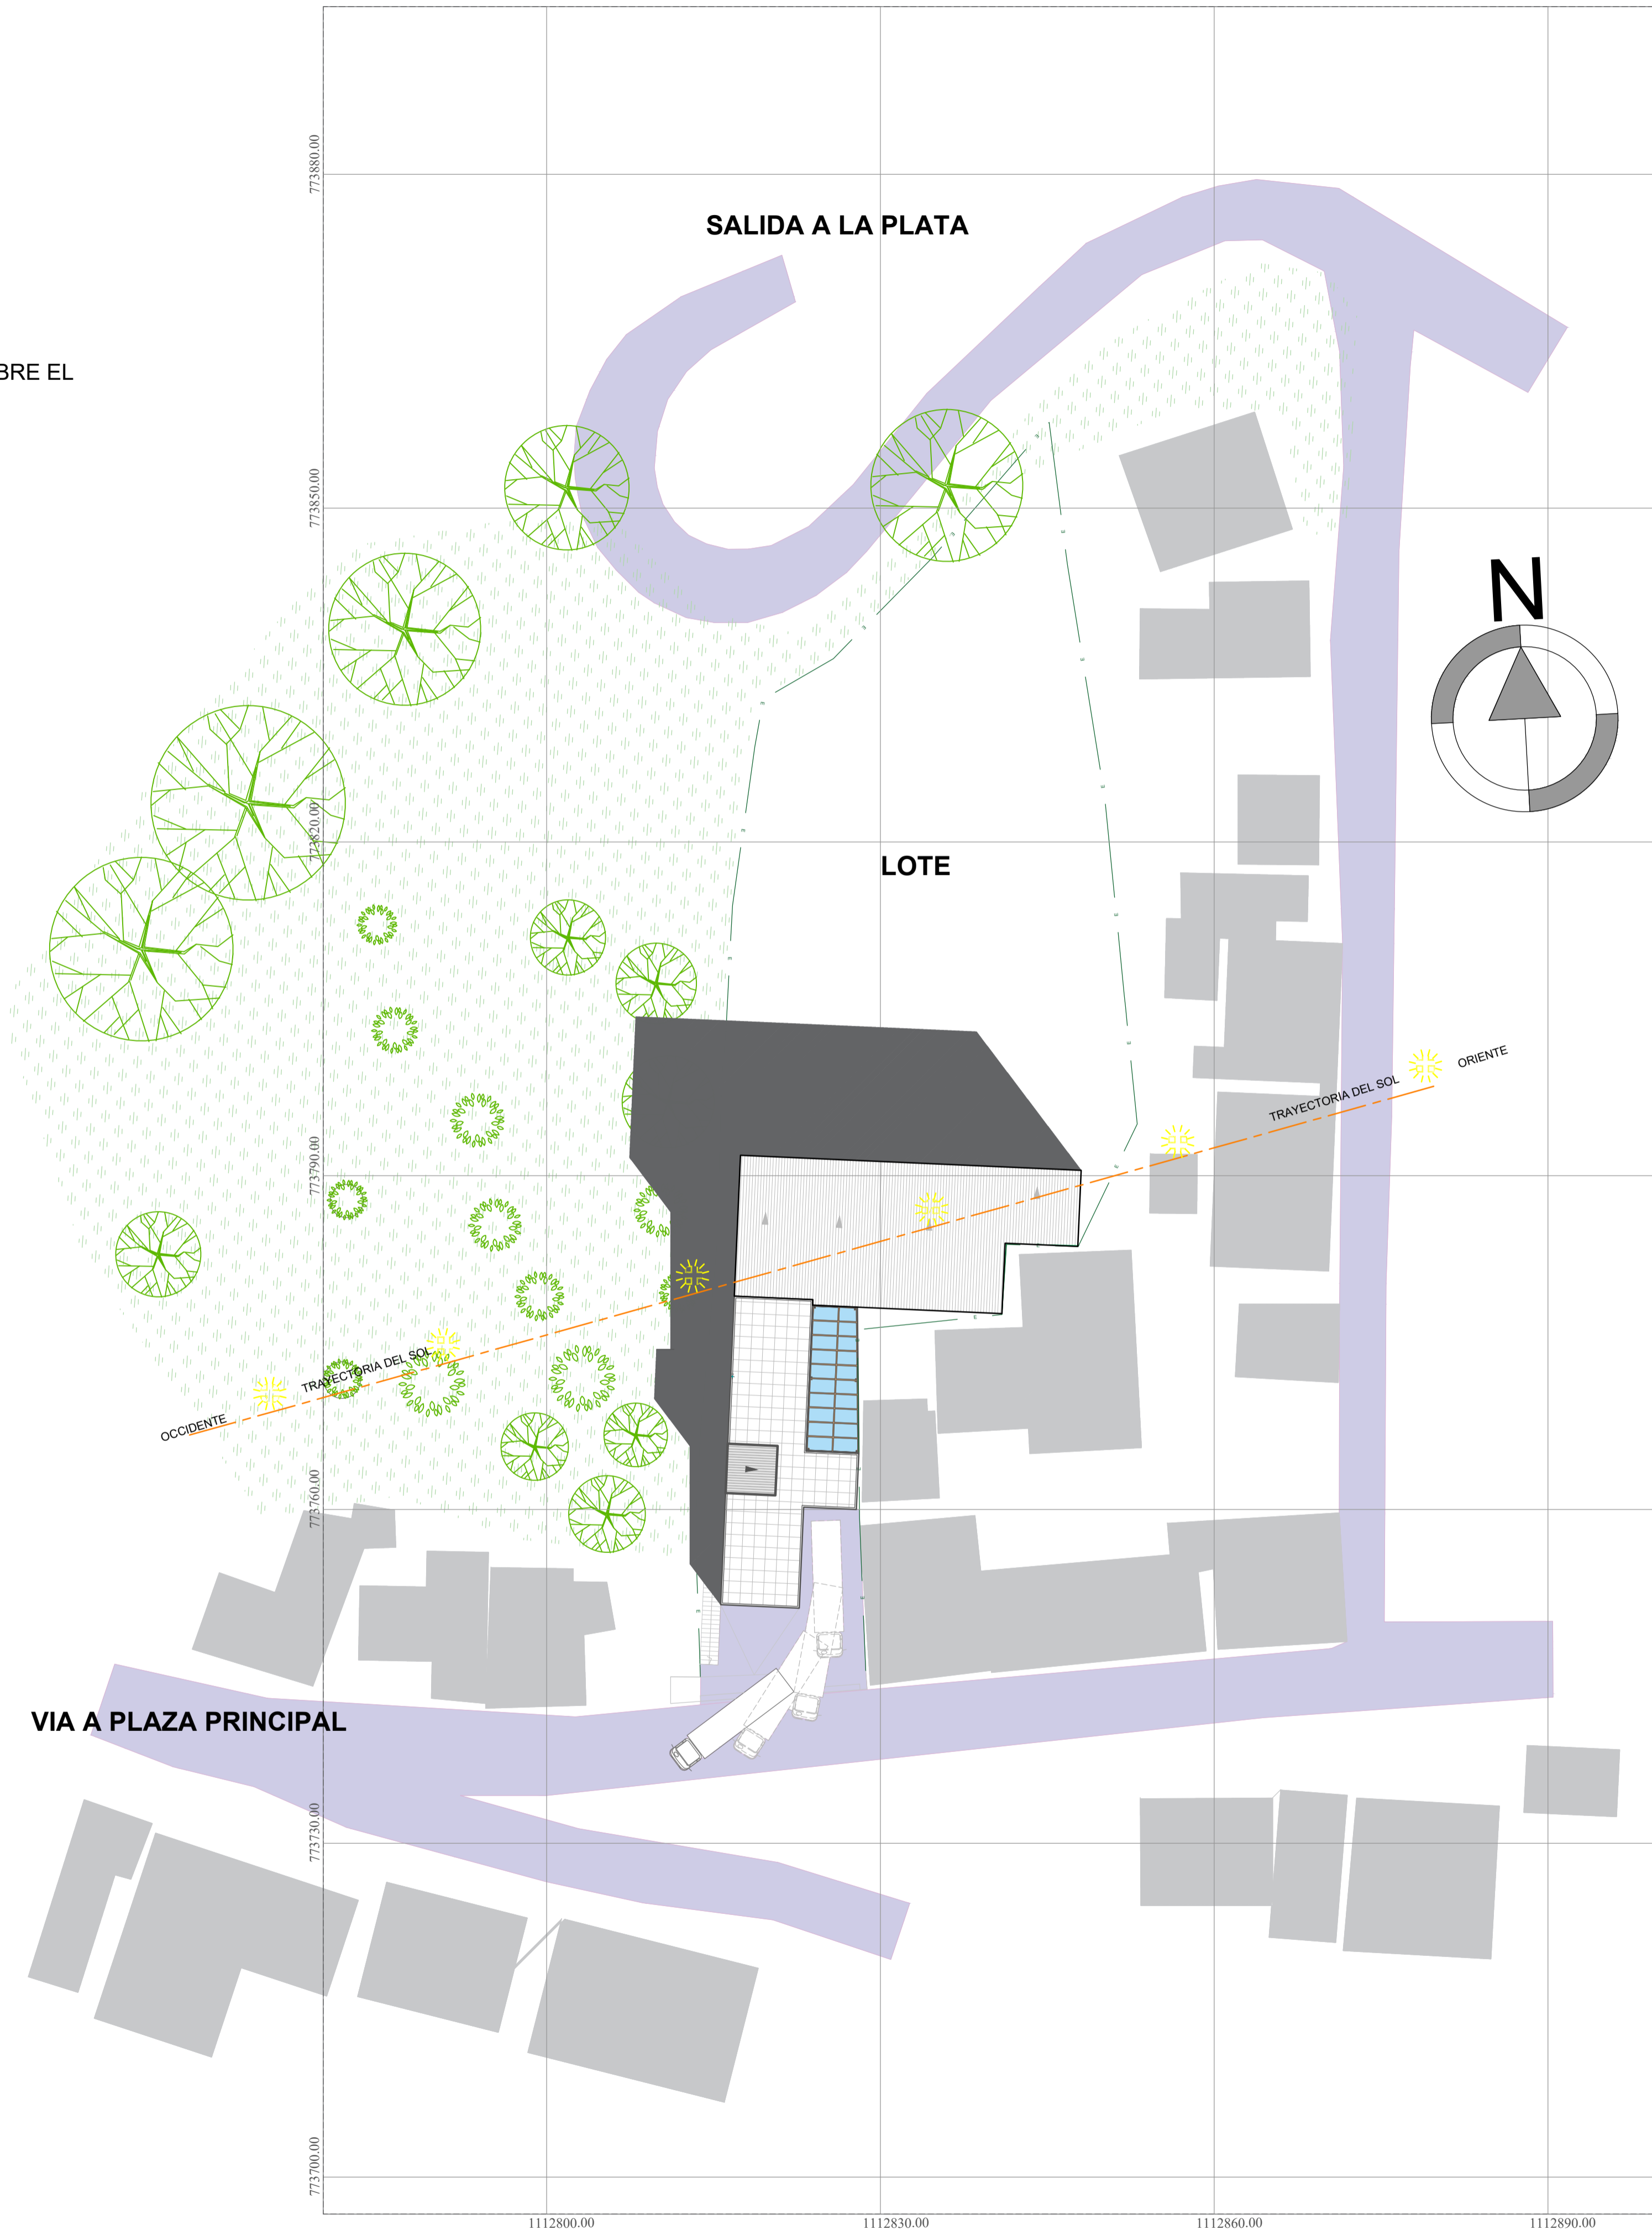 773880.00
SALIDA A LA PLATA
BRE EL
773850.00
N
773820.00
LOTE
ORIENTE
TRAYECTORIA DEL SOL
773790.00
TRAYECTORIA DEL SOL
OCCIDENTE
773760.00
VIA A PLAZA PRINCIPAL
773730.00
773700.00
1112800.00
1112830.00
1112860.00
1112890.00